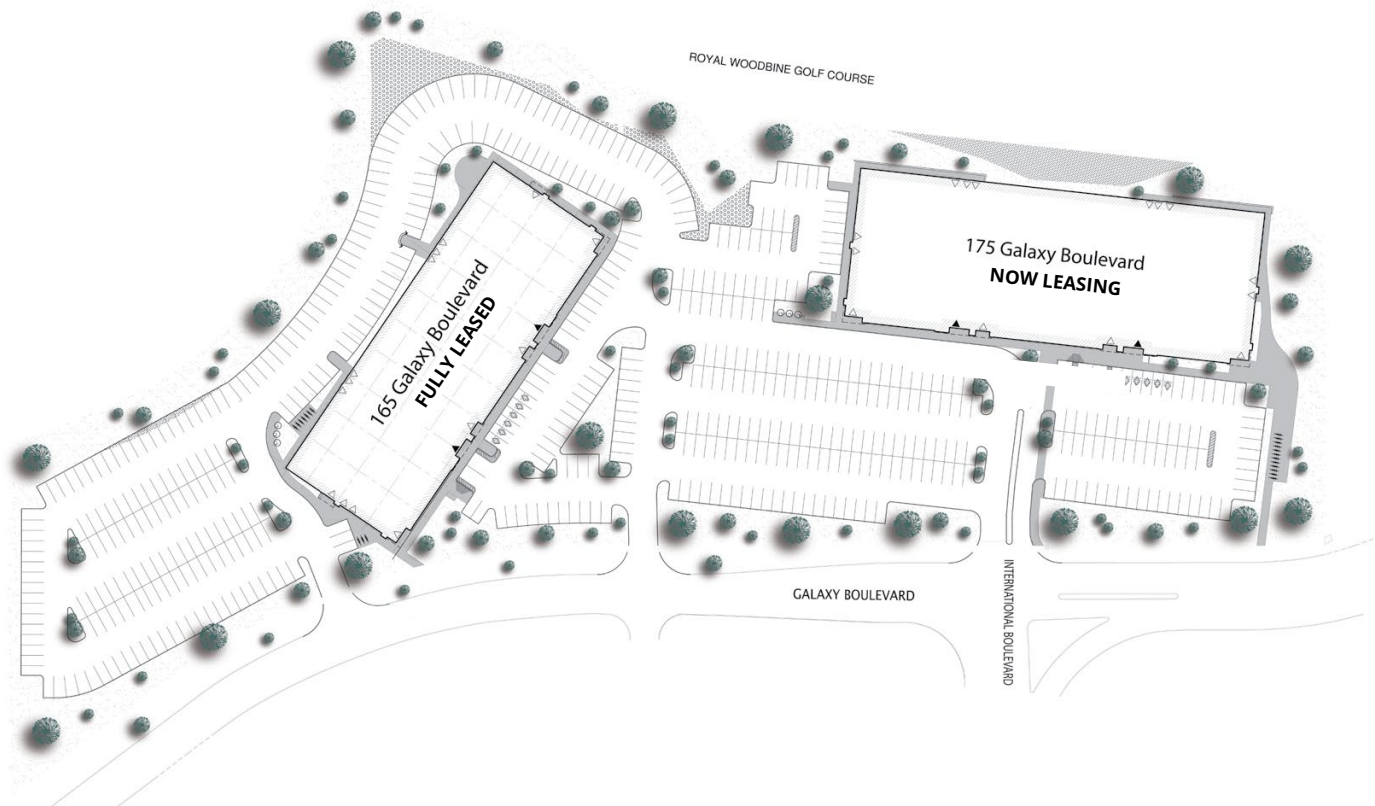 ROYAL WOODBINE GOLF COURSE
175 Galaxy Boulevard
NOW LEASING
165 Galaxy Boulevard
FULLY LEASED
GALAXY BOULEVARD
INTERNATIONAL BOULEVARD